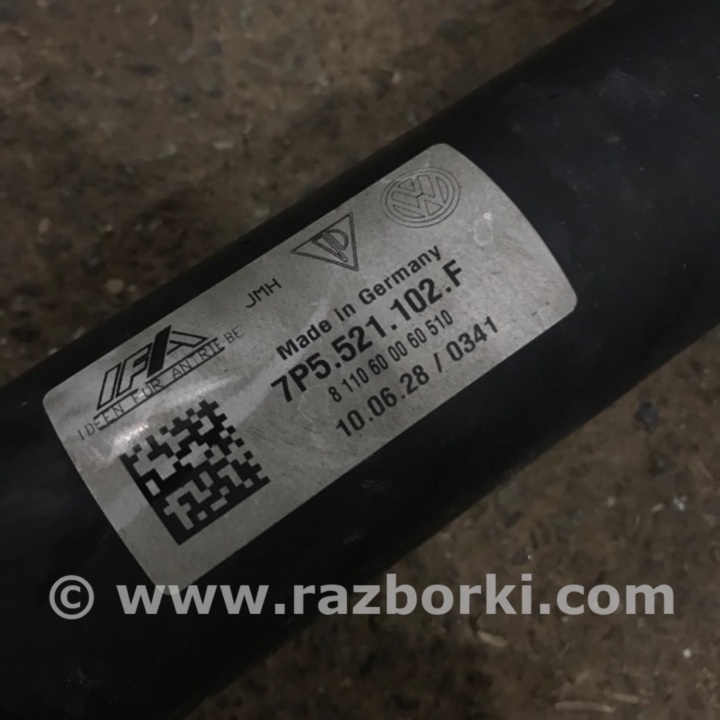 JMH
IFA
IDEEN FÜR ANTRIEBE
Made in Germany
7P5.521.102.F
8 110 60 00 60 510
10.06.28 / 0341
© www.razborki.com